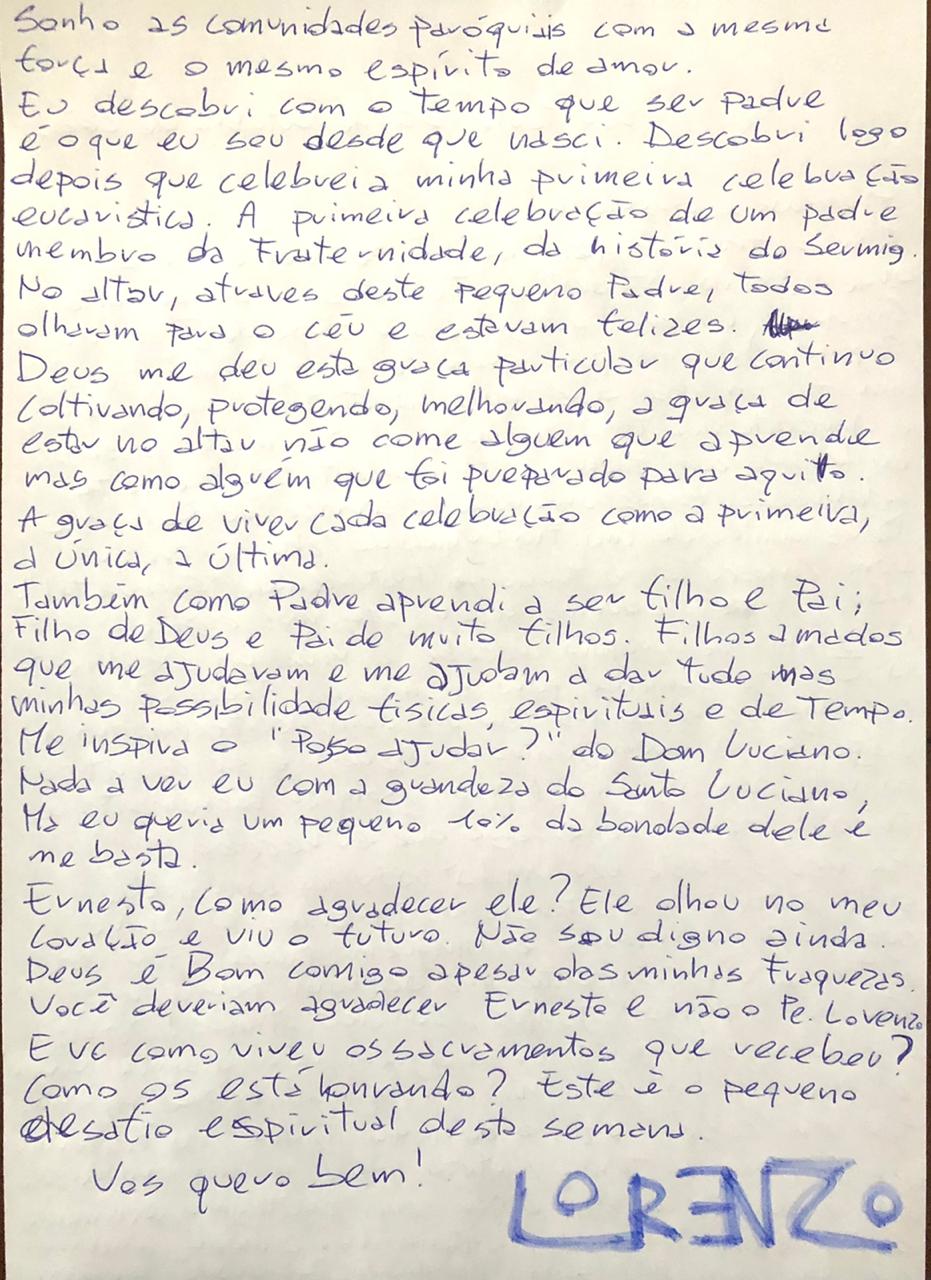 Sonho as comunidades paróquiais com a mesma
força e o mesmo espírito de amor.
Eu descobri com o tempo que ser padre
é o que eu sou desde que nasci. Descobri logo
depois que celebrei a minha primeira celebração
eucaristica. A primeira celebração de um padre
membro da Fraternidade, da história do Sermig.
No altar, atraves deste pequeno Padre, todos
olharam para o céu e estavam felizes.
Deus me deu esta graça particular que continuo
coltivando, protegendo, melhorando, a graça de
estar no altar não come alguem que aprende
mas como alguém que foi preparado para aquito.
A graça de viver cada celebração como a primeira,
a única, a última.
Também como Padre aprendi a ser filho e Pai;
Filho de Deus e Pai de muito filhos. Filhos amados
que me ajudavam e me ajudam a dar tudo mas
minhas possibilidade fisicas, espirituais e de Tempo.
Me inspira o "Posso ajudar?" do Dom Luciano.
Nada a ver eu com a grandeza do Santo Luciano,
Ma eu queria um pequeno 10% da bondade dele é
me basta.
Ernesto, como agradecer ele? Ele olhou no meu
coração e viu o futuro. Não sou digno ainda.
Deus é Bom comigo apesar das minhas Fraquezas.
Você deveriam agradecer Ernesto e não o Pe. Lorenzo
E vc como viveu os sacramentos que recebeu?
Como os está honrando? Este é o pequeno
desafio espiritual desta semana.
Vos quero bem!
LORENZO